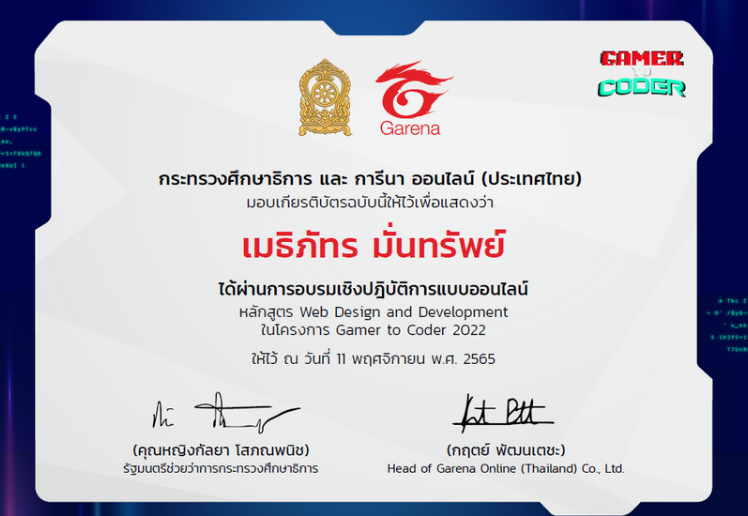 GAMER
TO
CODER
Garena
กระทรวงศึกษาธิการ และ การีนา ออนไลน์ (ประเทศไทย)
มอบเกียรติบัตรฉบับนี้ให้ไว้เพื่อแสดงว่า
เมธิภัทร มั่นทรัพย์
ได้ผ่านการอบรมเชิงปฏิบัติการแบบออนไลน์
หลักสูตร Web Design and Development
ในโครงการ Gamer to Coder 2022
ให้ไว้ ณ วันที่ 11 พฤศจิกายน พ.ศ. 2565
(คุณหญิงกัลยา โสภณพนิช)
รัฐมนตรีช่วยว่าการกระทรวงศึกษาธิการ
(กฤตย์ พัฒนเตชะ)
Head of Garena Online (Thailand) Co., Ltd.